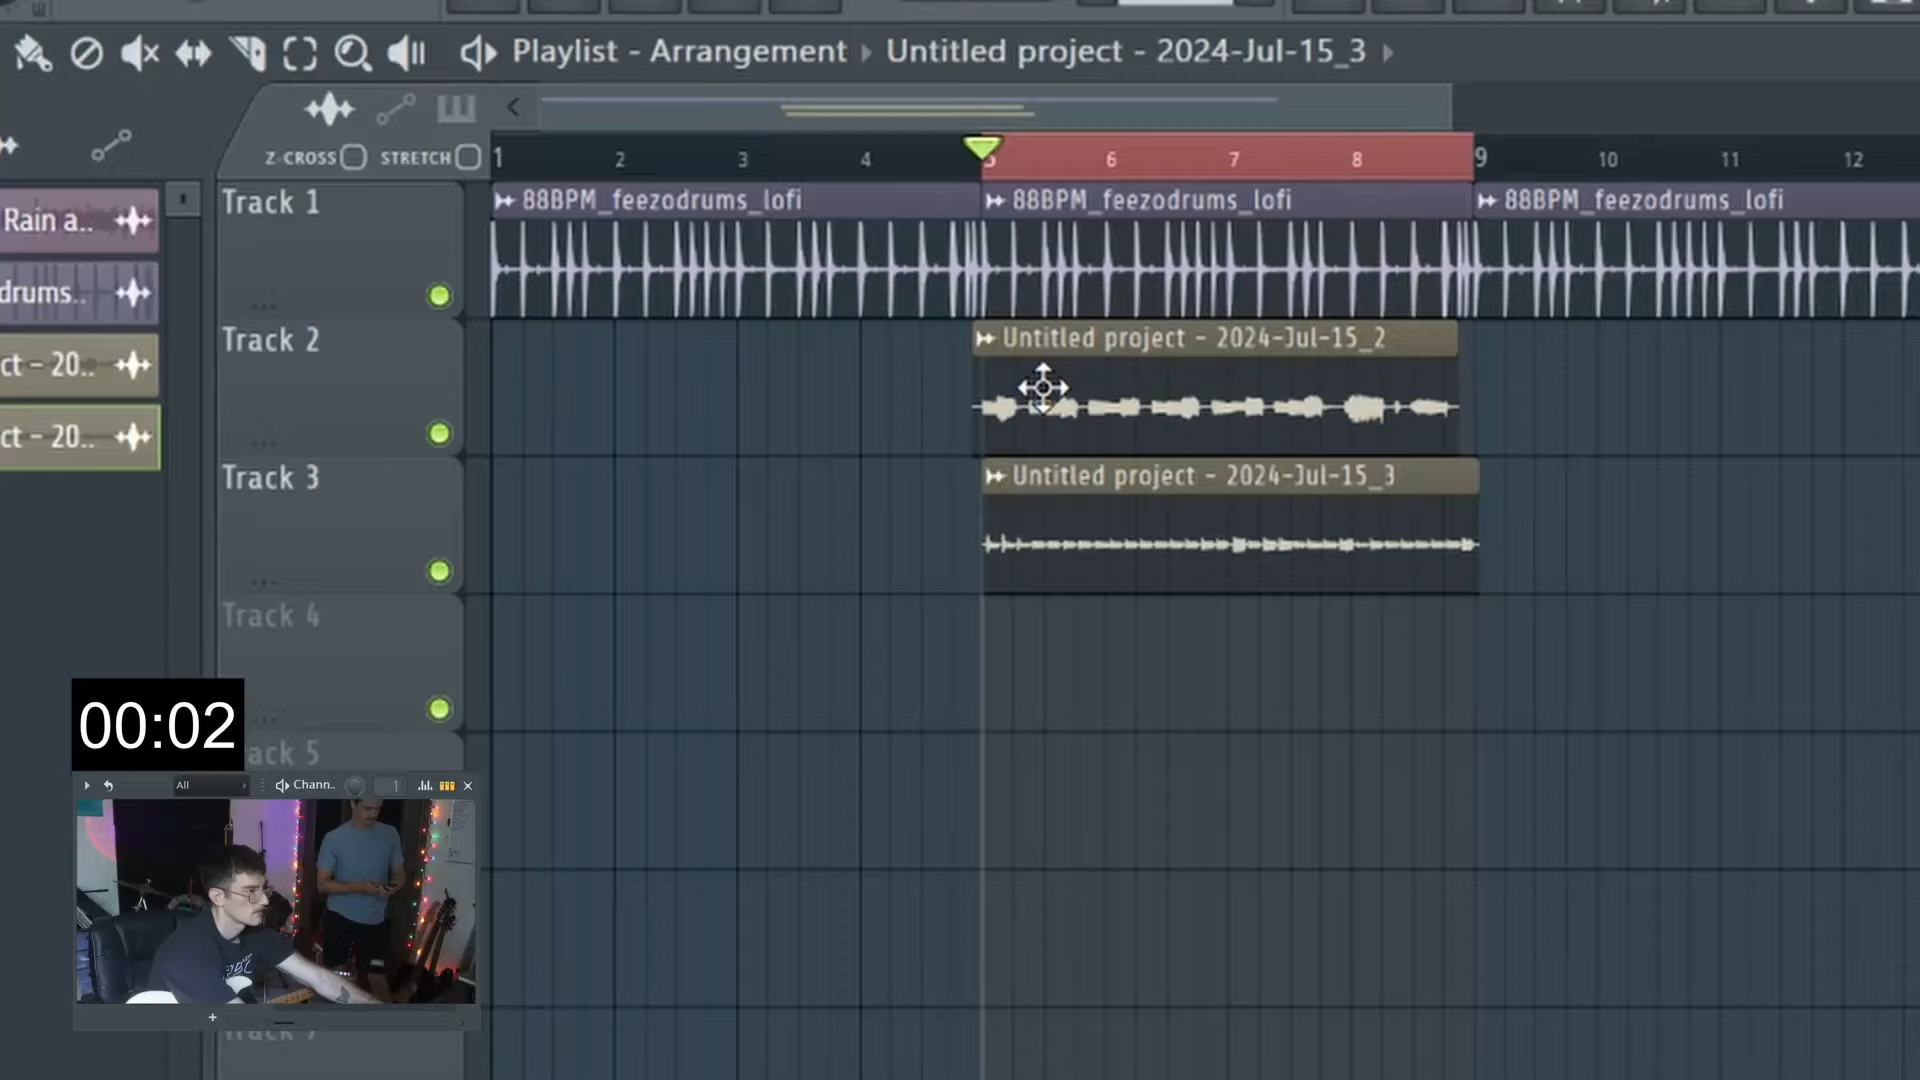 Playlist - Arrangement Untitled project - 2024-Jul-15_3
Z-CROSS STRETCH
1 2 3 4 5 6 7 8 9 10 11 12
Rain a..
drums..
ct - 20..
ct - 20..
Track 1
88BPM_feezodrums_lofi 88BPM_feezodrums_lofi 88BPM_feezodrums_lofi
Track 2
Untitled project - 2024-Jul-15_2
Track 3
Untitled project - 2024-Jul-15_3
Track 4
ack 5
00:02
All Chann.. 1